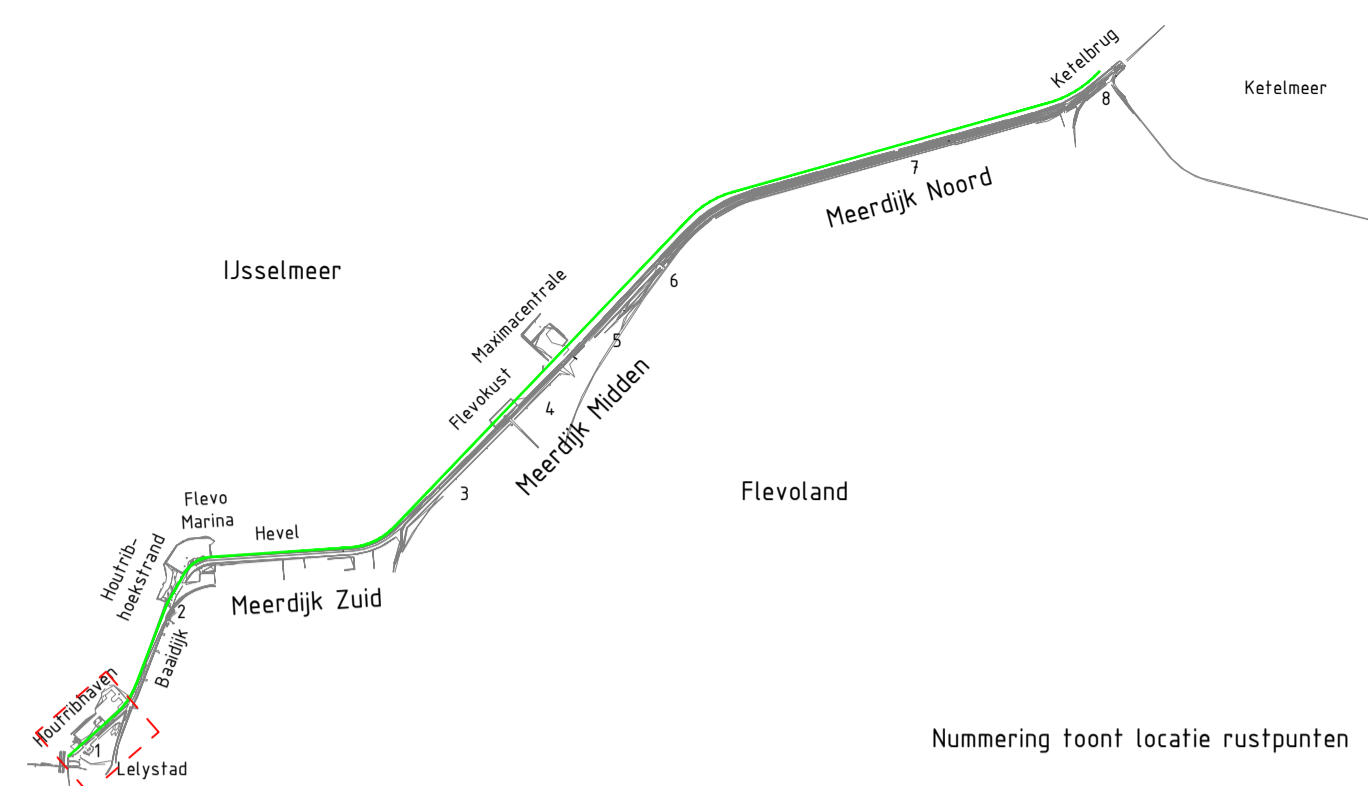 Ketelbrug
Ketelmeer
8
7
Meerdijk Noord
IJsselmeer
6
Maximacentrale
5
Flevokust
4
Meerdijk Midden
3
Flevoland
Flevo
Marina
Hevel
Houtrib-
hoekstrand
Meerdijk Zuid
2
Baaidijk
Houtribhaven
1
Lelystad
Nummering toont locatie rustpunten